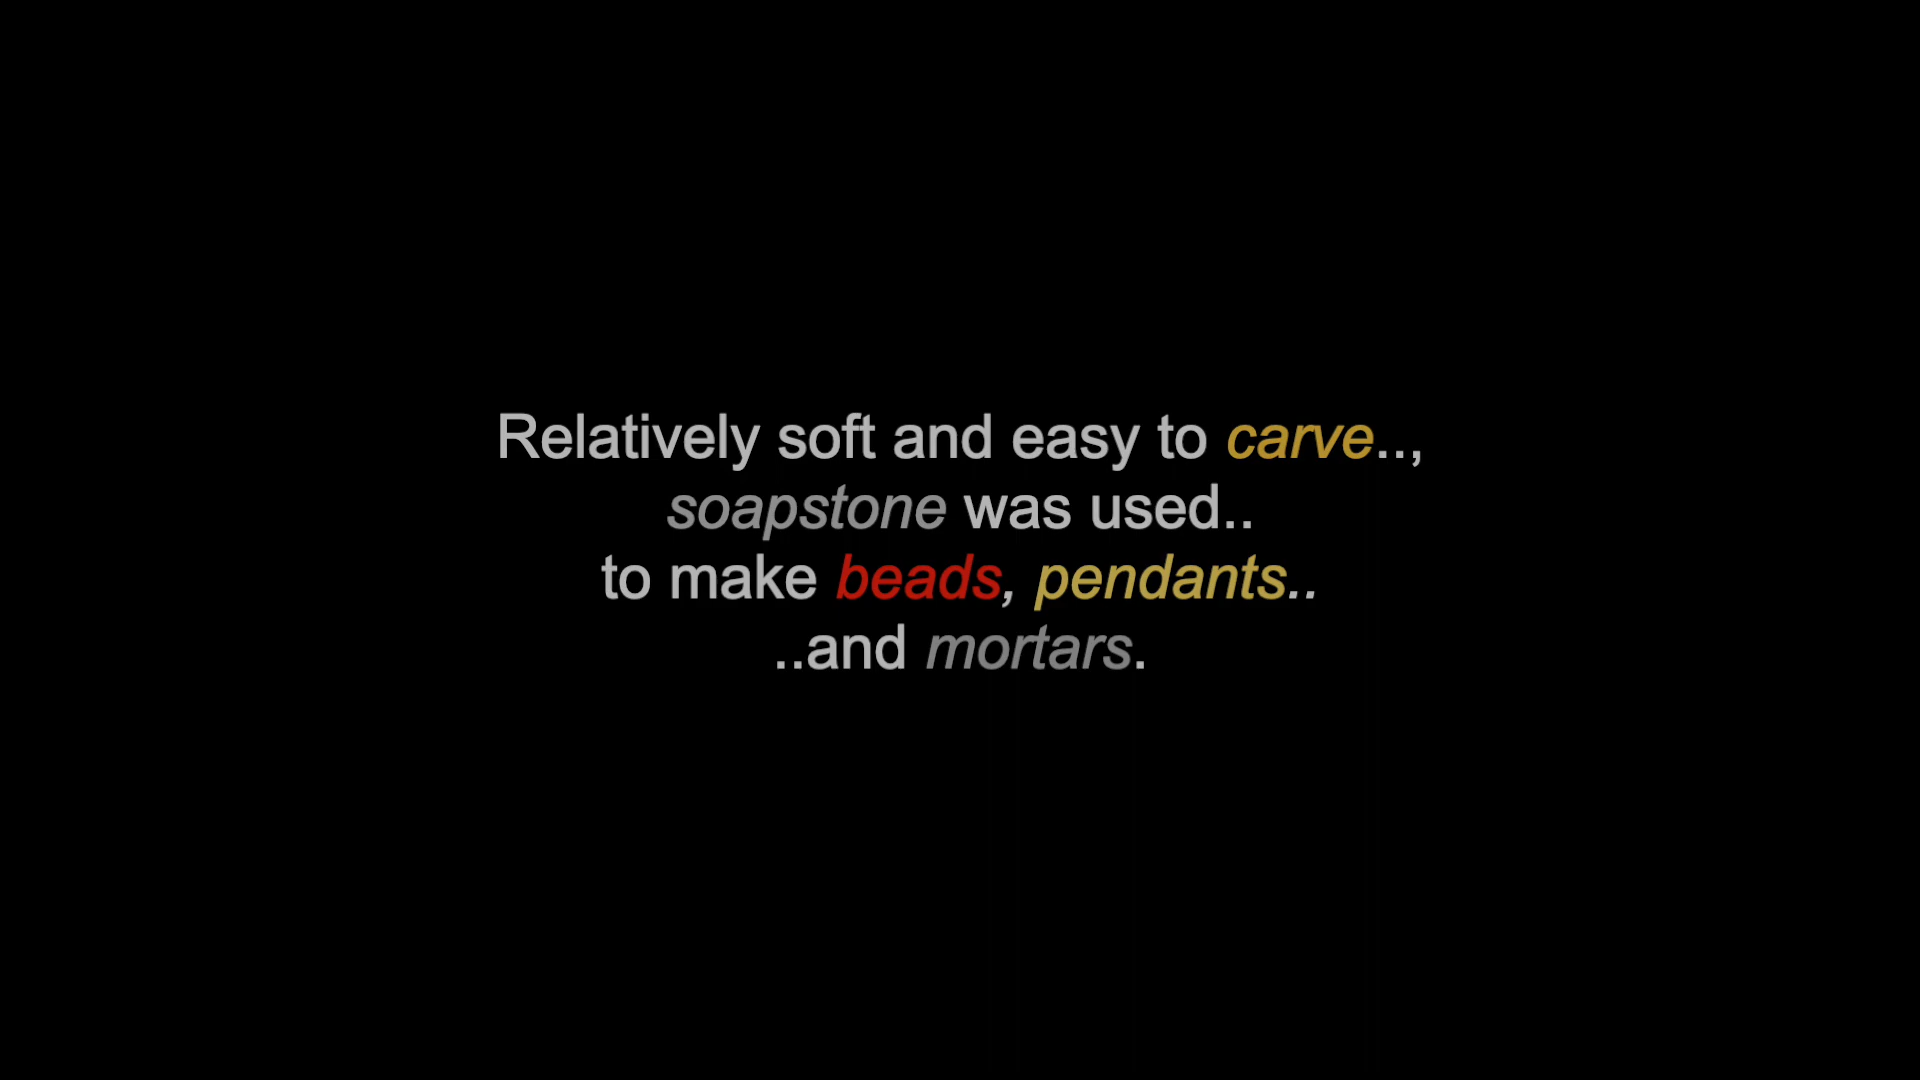 Relatively soft and easy to carve..,
soapstone was used..
to make beads, pendants..
..and mortars.